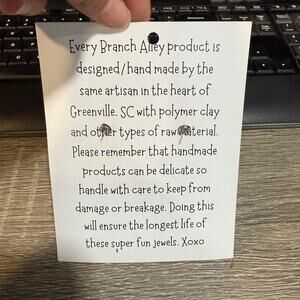 Every Branch Alley product is
designed/hand made by the
same artisan in the heart of
Greenville, SC with polymer clay
and other types of raw material.
Please remember that handmade
products can be delicate so
handle with care to keep from
damage or breakage. Doing this
will ensure the longest life of
these super fun jewels. Xoxo